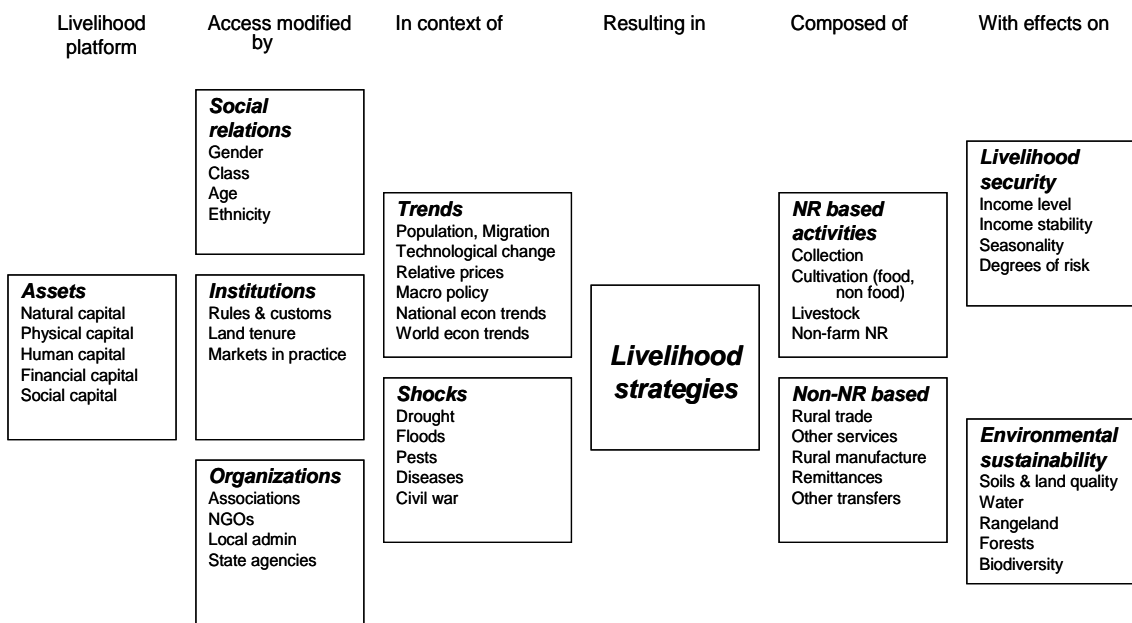 Livelihood
platform
Access modified
by
In context of
Resulting in
Composed of
With effects on
Assets
Natural capital
Physical capital
Human capital
Financial capital
Social capital
Social
relations
Gender
Class
Age
Ethnicity
Institutions
Rules & customs
Land tenure
Markets in practice
Organizations
Associations
NGOs
Local admin
State agencies
Trends
Population, Migration
Technological change
Relative prices
Macro policy
National econ trends
World econ trends
Shocks
Drought
Floods
Pests
Diseases
Civil war
Livelihood
strategies
NR based
activities
Collection
Cultivation (food,
non food)
Livestock
Non-farm NR
Non-NR based
Rural trade
Other services
Rural manufacture
Remittances
Other transfers
Livelihood
security
Income level
Income stability
Seasonality
Degrees of risk
Environmental
sustainability
Soils & land quality
Water
Rangeland
Forests
Biodiversity